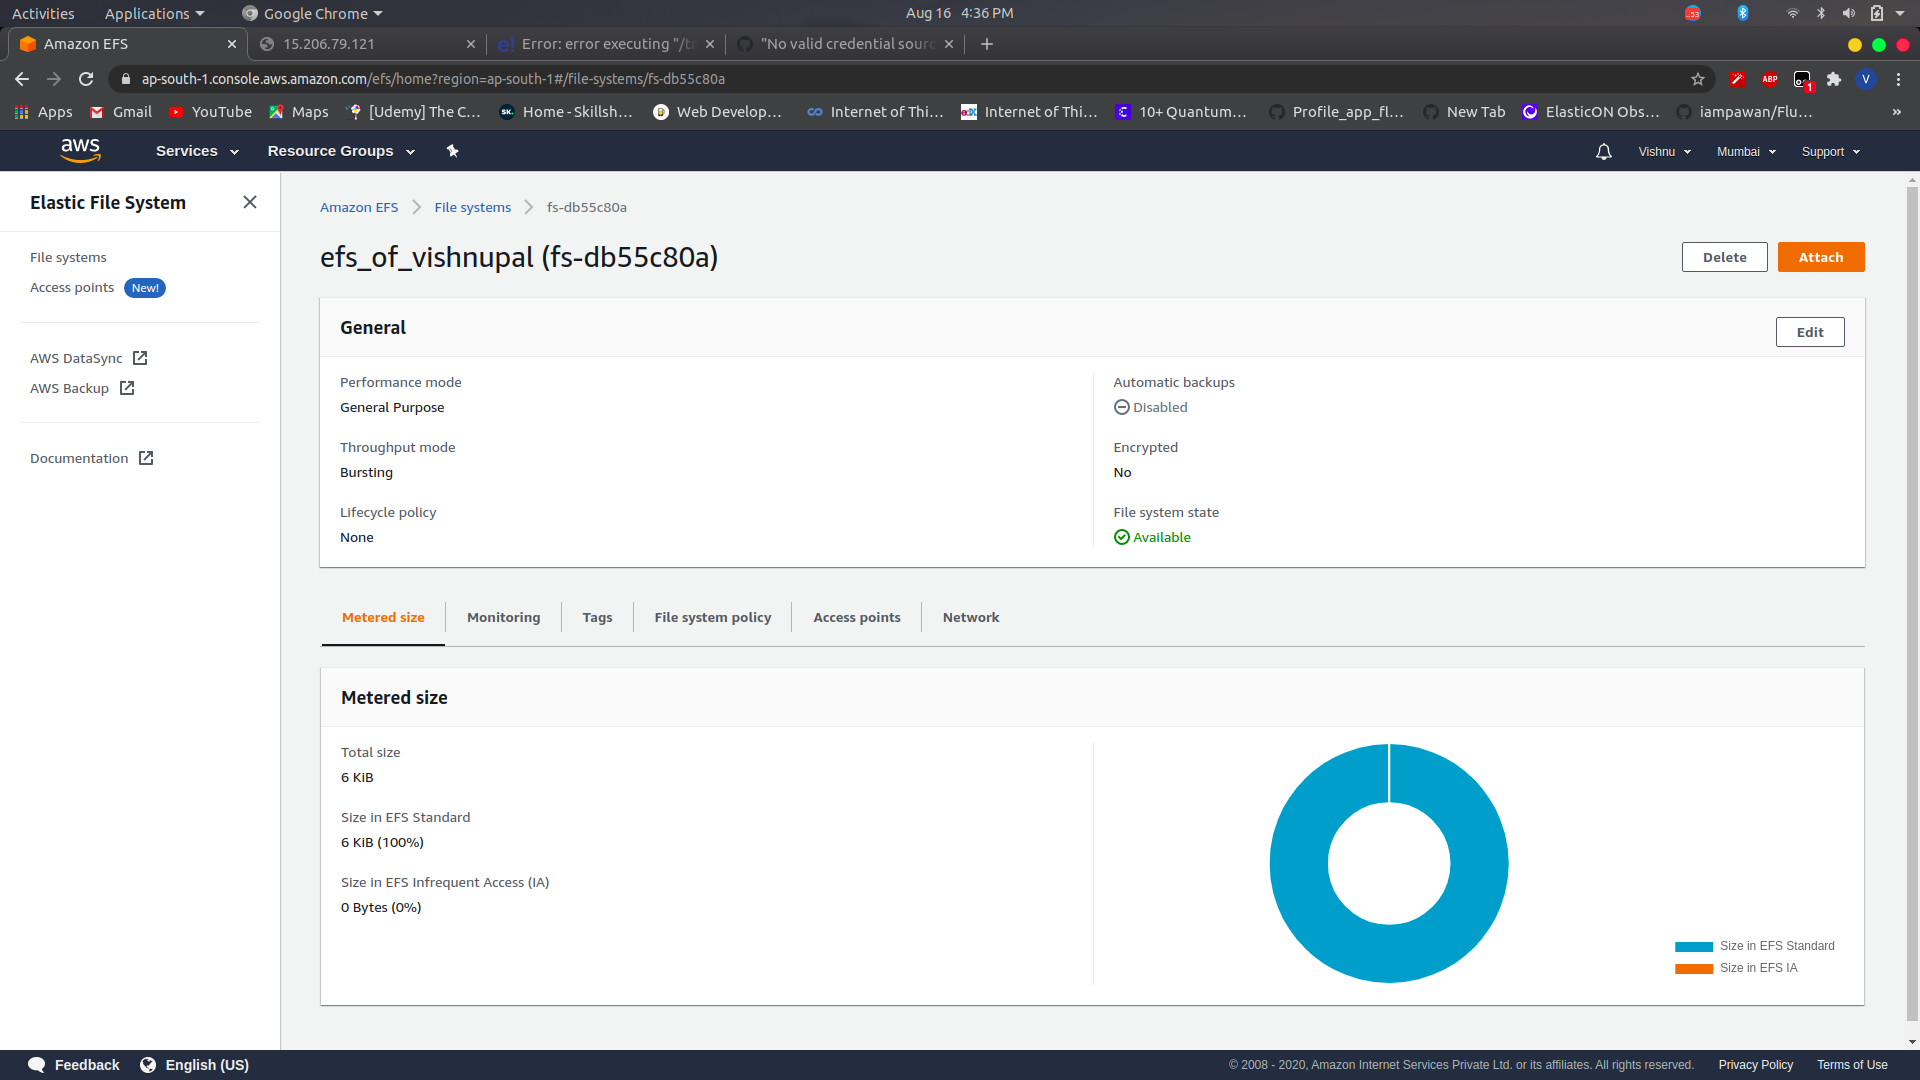 Activities Applications Google Chrome Aug 16 4:36 PM
Amazon EFS 15.206.79.121 Error: error executing "/tr "No valid credential sour
ap-south-1.console.aws.amazon.com/efs/home?region=ap-south-1#/file-systems/fs-db55c80a ABP 1 V
Apps Gmail YouTube Maps [Udemy] The C... Home - Skillsh... Web Develop... Internet of Thi... Internet of Thi... 10+ Quantum... Profile_app_fl... New Tab ElasticON Obs... iampawan/Flu... »
aws Services Resource Groups Vishnu Mumbai Support
Elastic File System
File systems
Access points New!
AWS DataSync
AWS Backup
Documentation
Amazon EFS File systems fs-db55c80a
efs_of_vishnupal (fs-db55c80a)
Delete Attach
General
Edit
Performance mode
General Purpose
Throughput mode
Bursting
Lifecycle policy
None
Automatic backups
Disabled
Encrypted
No
File system state
Available
Metered size Monitoring Tags File system policy Access points Network
Metered size
Total size
6 KiB
Size in EFS Standard
6 KiB (100%)
Size in EFS Infrequent Access (IA)
0 Bytes (0%)
Size in EFS Standard
Size in EFS IA
Feedback English (US) © 2008 - 2020, Amazon Internet Services Private Ltd. or its affiliates. All rights reserved. Privacy Policy Terms of Use